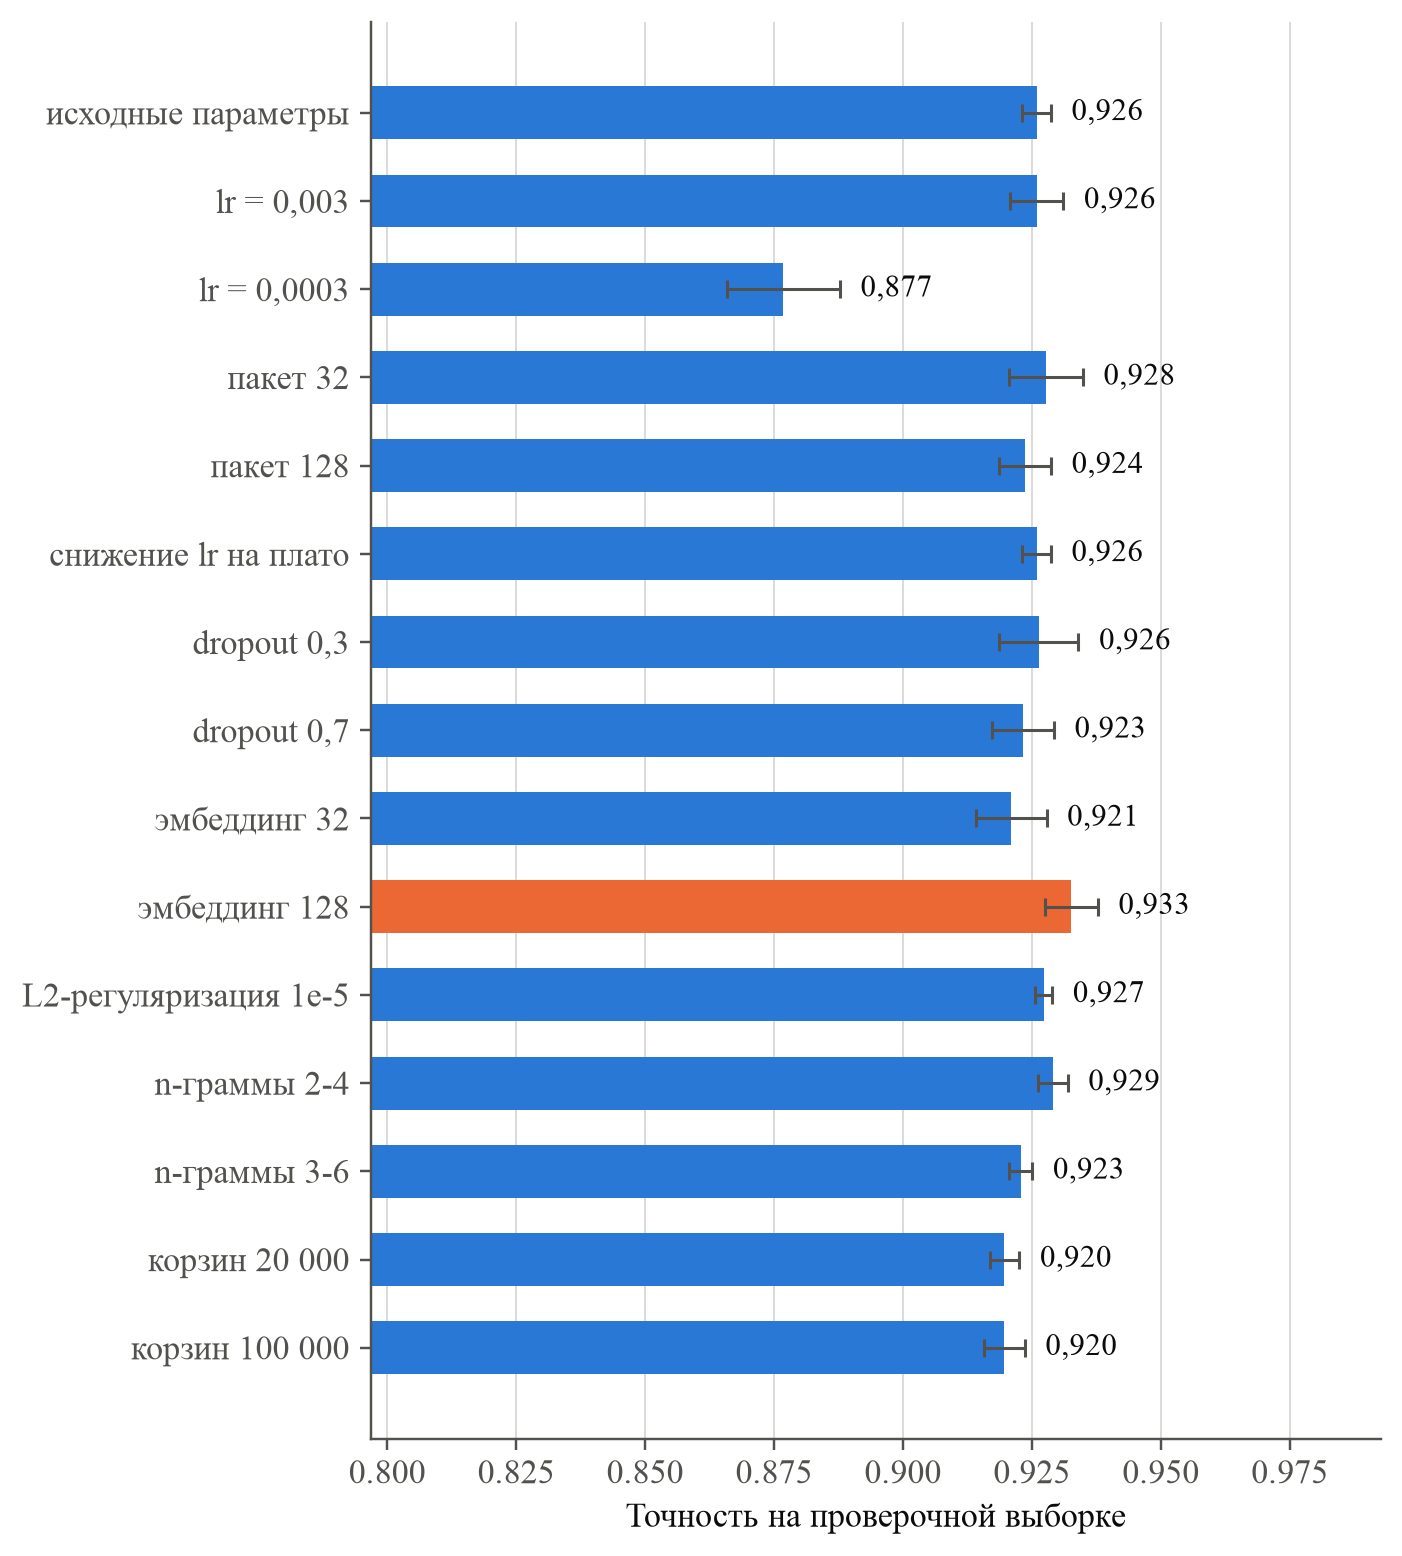 исходные параметры 0,926
lr = 0,003 0,926
lr = 0,0003 0,877
пакет 32 0,928
пакет 128 0,924
снижение lr на плато 0,926
dropout 0,3 0,926
dropout 0,7 0,923
эмбеддинг 32 0,921
эмбеддинг 128 0,933
L2-регуляризация 1e-5 0,927
n-граммы 2-4 0,929
n-граммы 3-6 0,923
корзин 20 000 0,920
корзин 100 000 0,920
0.800 0.825 0.850 0.875 0.900 0.925 0.950 0.975
Точность на проверочной выборке